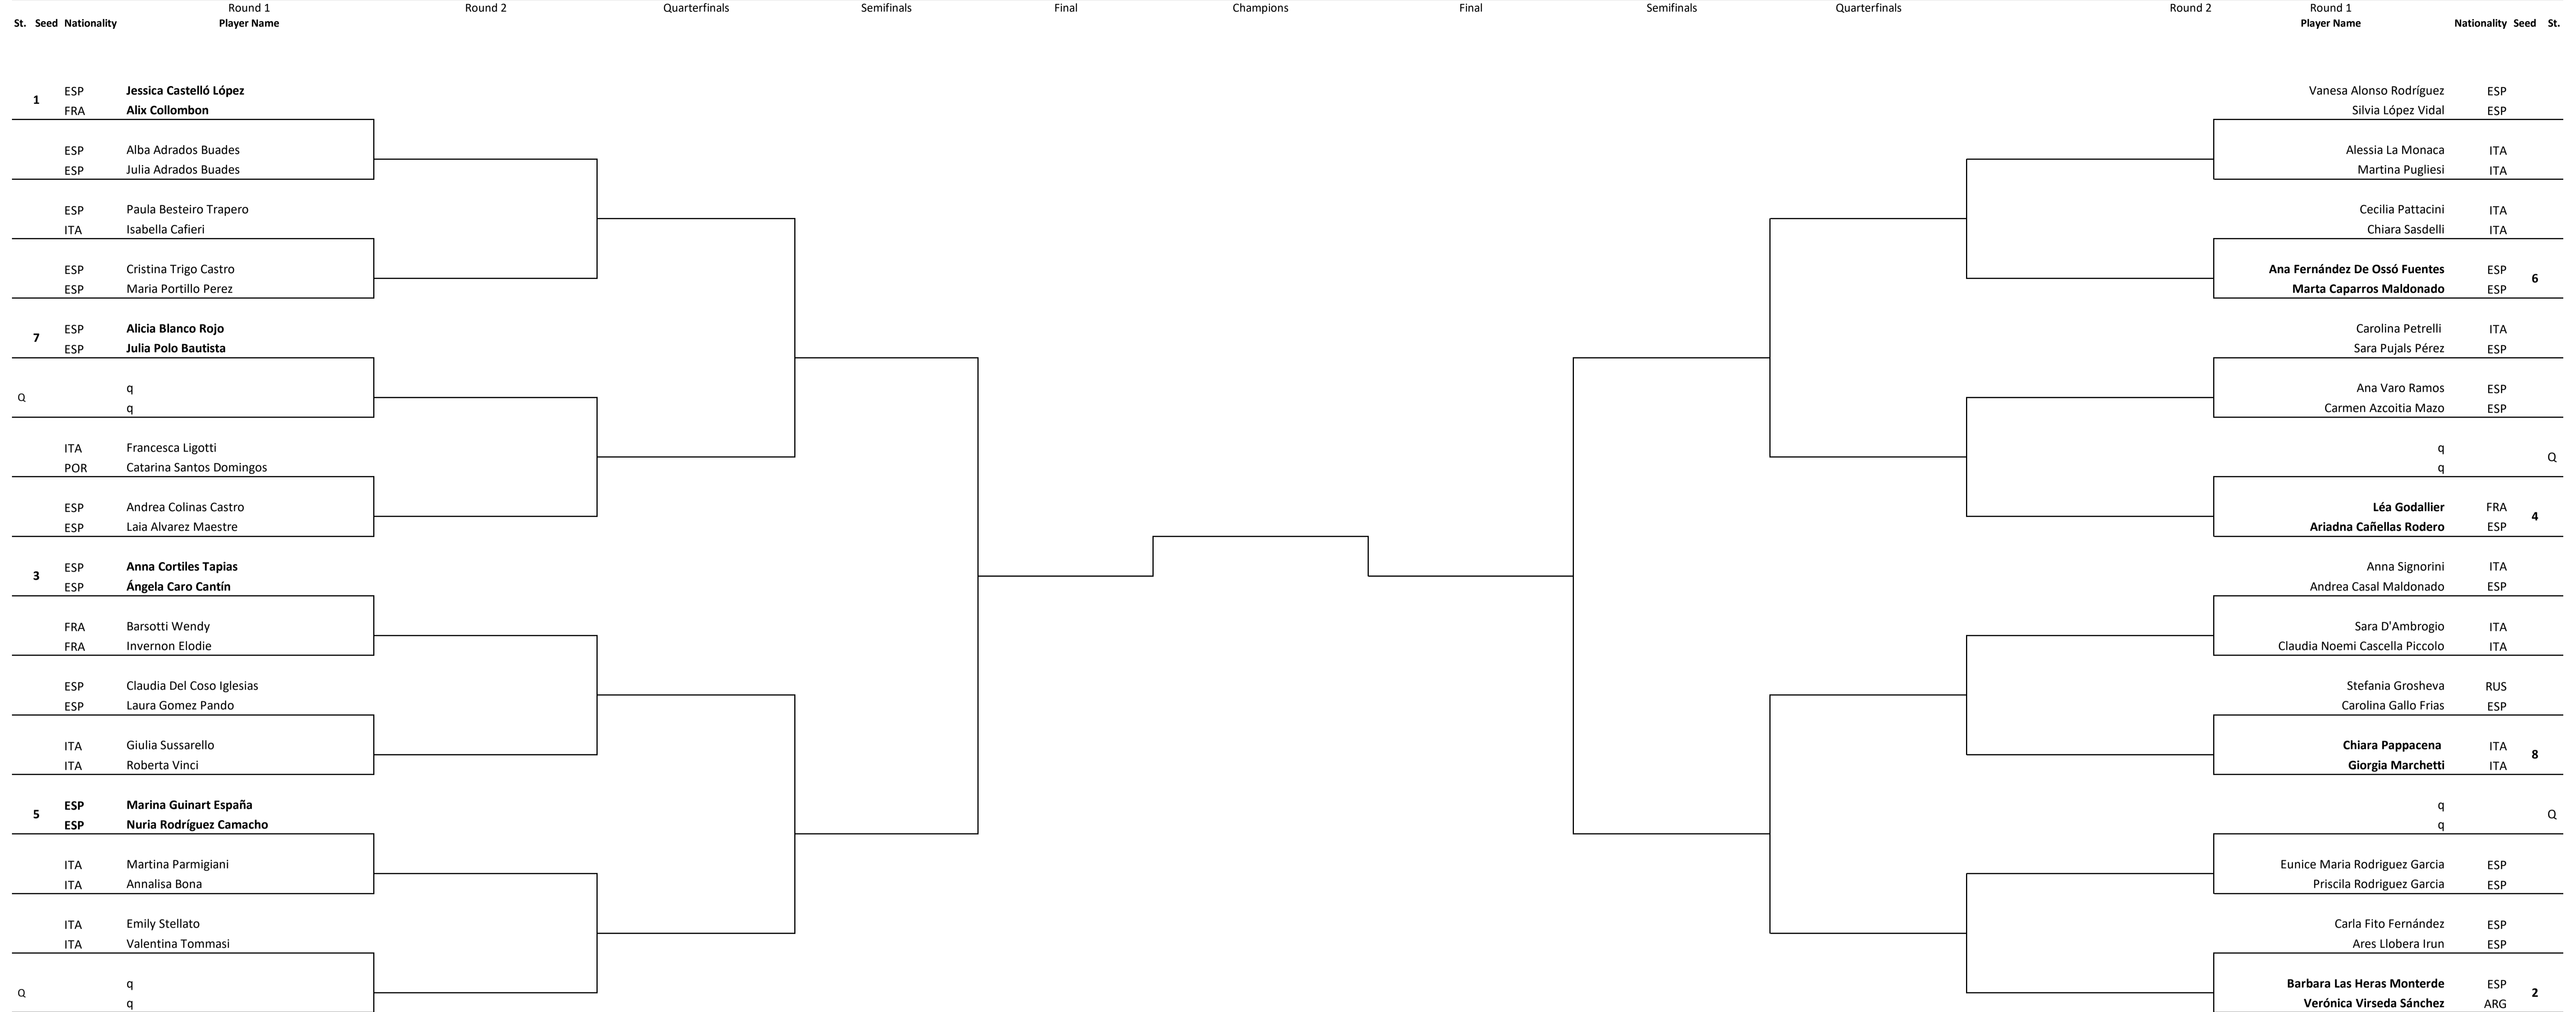 Round 1 Round 2 Quarterfinals Semifinals Final Champions Final Semifinals Quarterfinals Round 2 Round 1
St. Seed Nationality Player Name Player Name Nationality Seed St.
ESP Jessica Castelló López Vanesa Alonso Rodríguez ESP
1
FRA Alix Collombon Silvia López Vidal ESP
ESP Alba Adrados Buades Alessia La Monaca ITA
ESP Julia Adrados Buades Martina Pugliesi ITA
ESP Paula Besteiro Trapero Cecilia Pattacini ITA
ITA Isabella Cafieri Chiara Sasdelli ITA
ESP Cristina Trigo Castro Ana Fernández De Ossó Fuentes ESP
6
ESP Maria Portillo Perez Marta Caparros Maldonado ESP
ESP Alicia Blanco Rojo Carolina Petrelli ITA
7
ESP Julia Polo Bautista Sara Pujals Pérez ESP
q Ana Varo Ramos ESP
Q
q Carmen Azcoitia Mazo ESP
ITA Francesca Ligotti q
Q
POR Catarina Santos Domingos q
ESP Andrea Colinas Castro Léa Godallier FRA
4
ESP Laia Alvarez Maestre Ariadna Cañellas Rodero ESP
ESP Anna Cortiles Tapias Anna Signorini ITA
3
ESP Ángela Caro Cantín Andrea Casal Maldonado ESP
FRA Barsotti Wendy Sara D'Ambrogio ITA
FRA Invernon Elodie Claudia Noemi Cascella Piccolo ITA
ESP Claudia Del Coso Iglesias Stefania Grosheva RUS
ESP Laura Gomez Pando Carolina Gallo Frias ESP
ITA Giulia Sussarello Chiara Pappacena ITA
8
ITA Roberta Vinci Giorgia Marchetti ITA
ESP Marina Guinart España q
5 Q
ESP Nuria Rodríguez Camacho q
ITA Martina Parmigiani Eunice Maria Rodriguez Garcia ESP
ITA Annalisa Bona Priscila Rodriguez Garcia ESP
ITA Emily Stellato Carla Fito Fernández ESP
ITA Valentina Tommasi Ares Llobera Irun ESP
q Barbara Las Heras Monterde ESP
Q 2
q Verónica Virseda Sánchez ARG